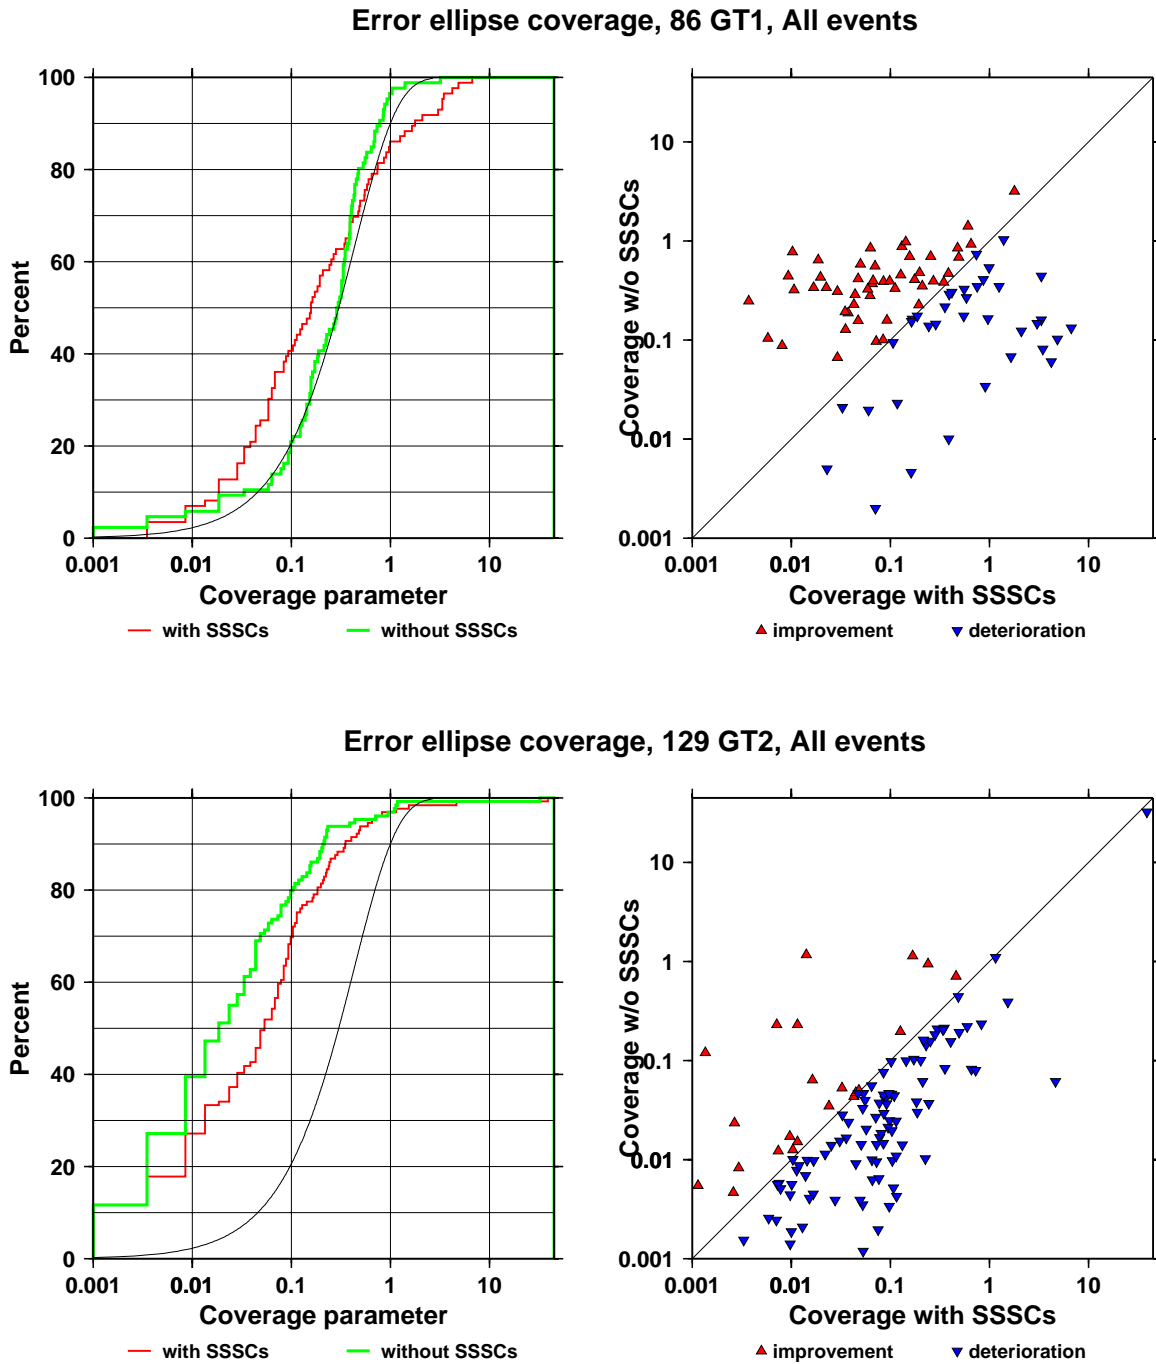 Error ellipse coverage, 86 GT1, All events
Percent
100
80
60
40
20
0
0.001 0.01 0.1 1 10
Coverage parameter
with SSSCs without SSSCs
Coverage w/o SSSCs
10
1
0.1
0.01
0.001
0.001 0.01 0.1 1 10
Coverage with SSSCs
improvement deterioration
Error ellipse coverage, 129 GT2, All events
Percent
100
80
60
40
20
0
0.001 0.01 0.1 1 10
Coverage parameter
with SSSCs without SSSCs
Coverage w/o SSSCs
10
1
0.1
0.01
0.001
0.001 0.01 0.1 1 10
Coverage with SSSCs
improvement deterioration